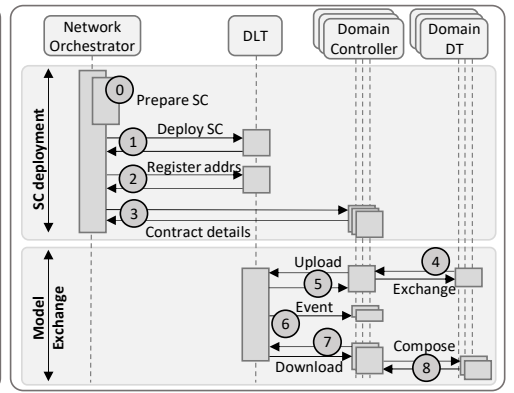 Network
Orchestrator
DLT
Domain
Controller
Domain
DT
SC deployment
0
Prepare SC
Deploy SC
1
Register addrs
2
3
Contract details
Model
Exchange
Upload
4
5
Exchange
Event
6
7
Compose
Download
8